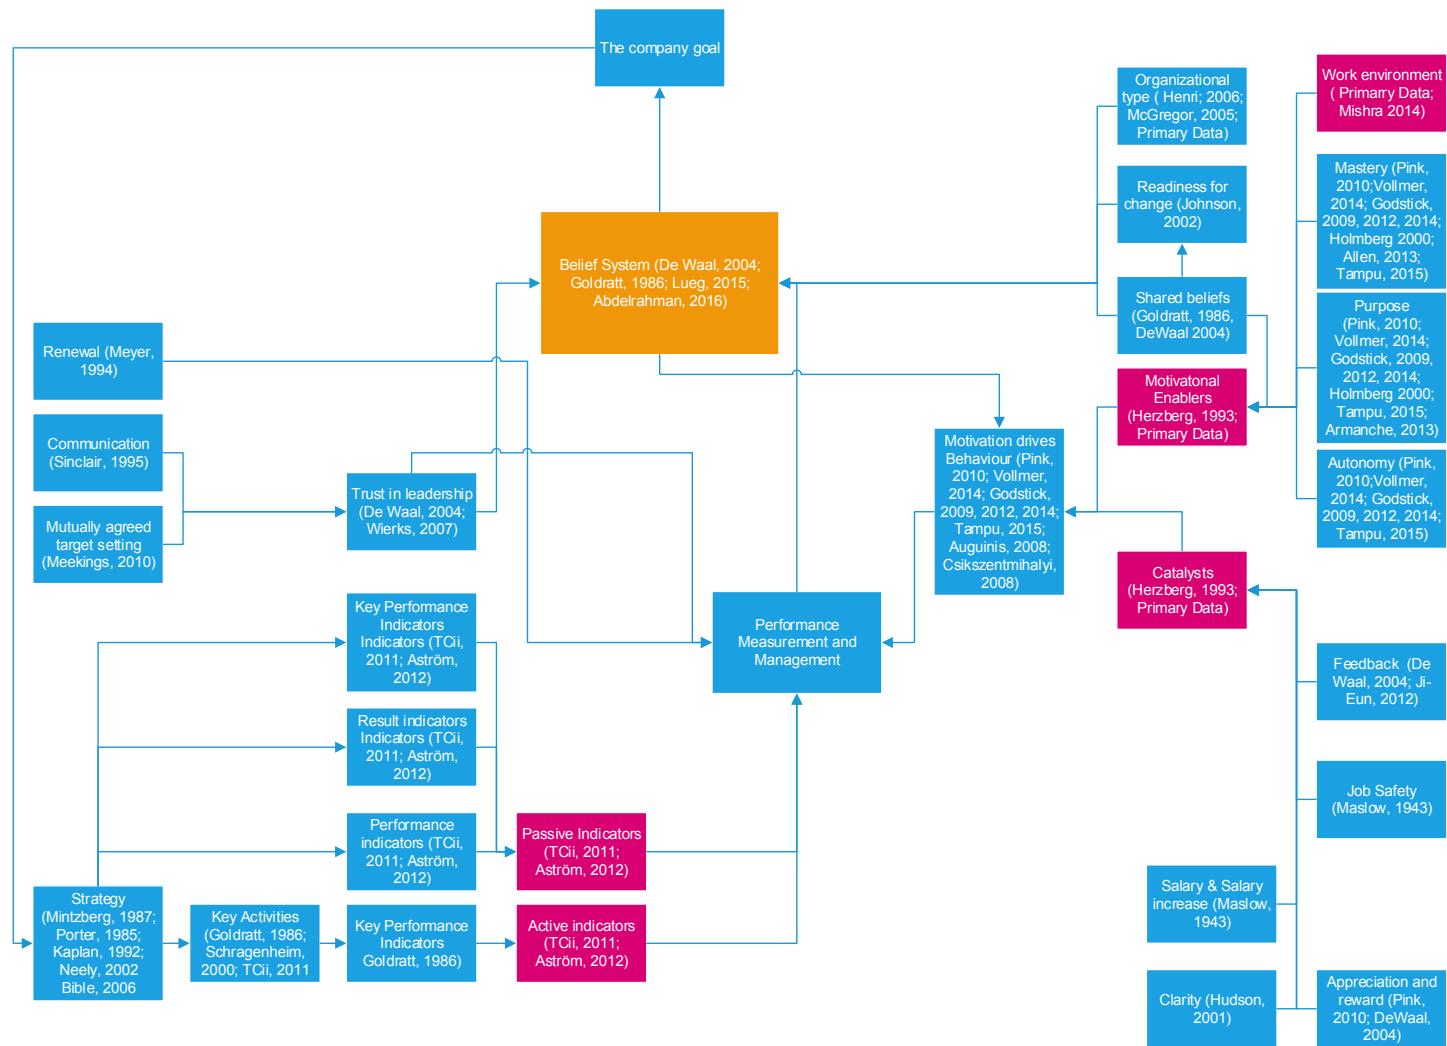 The company goal
Organizational
type ( Henri; 2006;
McGregor, 2005;
Primary Data)
Work environment
( Primarry Data;
Mishra 2014)
Mastery (Pink,
2010;Vollmer,
2014; Godstick,
2009, 2012, 2014;
Holmberg 2000;
Allen, 2013;
Tampu, 2015)
Readiness for
change (Johnson,
2002)
Belief System (De Waal, 2004;
Goldratt, 1986; Lueg, 2015;
Abdelrahman, 2016)
Shared beliefs
(Goldratt, 1986,
DeWaal 2004)
Purpose
(Pink, 2010;
Vollmer, 2014;
Godstick, 2009,
2012, 2014;
Holmberg 2000;
Tampu, 2015;
Armanche, 2013)
Renewal (Meyer,
1994)
Motivatonal
Enablers
(Herzberg, 1993;
Primary Data)
Communication
(Sinclair, 1995)
Motivation drives
Behaviour (Pink,
2010; Vollmer,
2014; Godstick,
2009, 2012, 2014;
Tampu, 2015;
Auguinis, 2008;
Csikszentmihalyi,
2008)
Autonomy (Pink,
2010;Vollmer,
2014; Godstick,
2009, 2012, 2014;
Tampu, 2015)
Trust in leadership
(De Waal, 2004;
Wierks, 2007)
Mutually agreed
target setting
(Meekings, 2010)
Catalysts
(Herzberg, 1993;
Primary Data)
Key Performance
Indicators
Indicators (TCii,
2011; Aström,
2012)
Performance
Measurement and
Management
Feedback (De
Waal, 2004; Ji-
Eun, 2012)
Result indicators
Indicators (TCii,
2011; Aström,
2012)
Job Safety
(Maslow, 1943)
Performance
indicators (TCii,
2011; Aström,
2012)
Passive Indicators
(TCii, 2011;
Aström, 2012)
Salary & Salary
increase (Maslow,
1943)
Strategy
(Mintzberg, 1987;
Porter, 1985;
Kaplan, 1992;
Neely, 2002
Bible, 2006
Key Activities
(Goldratt, 1986;
Schragenheim,
2000; TCii, 2011
Key Performance
Indicators
Goldratt, 1986)
Active indicators
(TCii, 2011;
Aström, 2012)
Clarity (Hudson,
2001)
Appreciation and
reward (Pink,
2010; DeWaal,
2004)